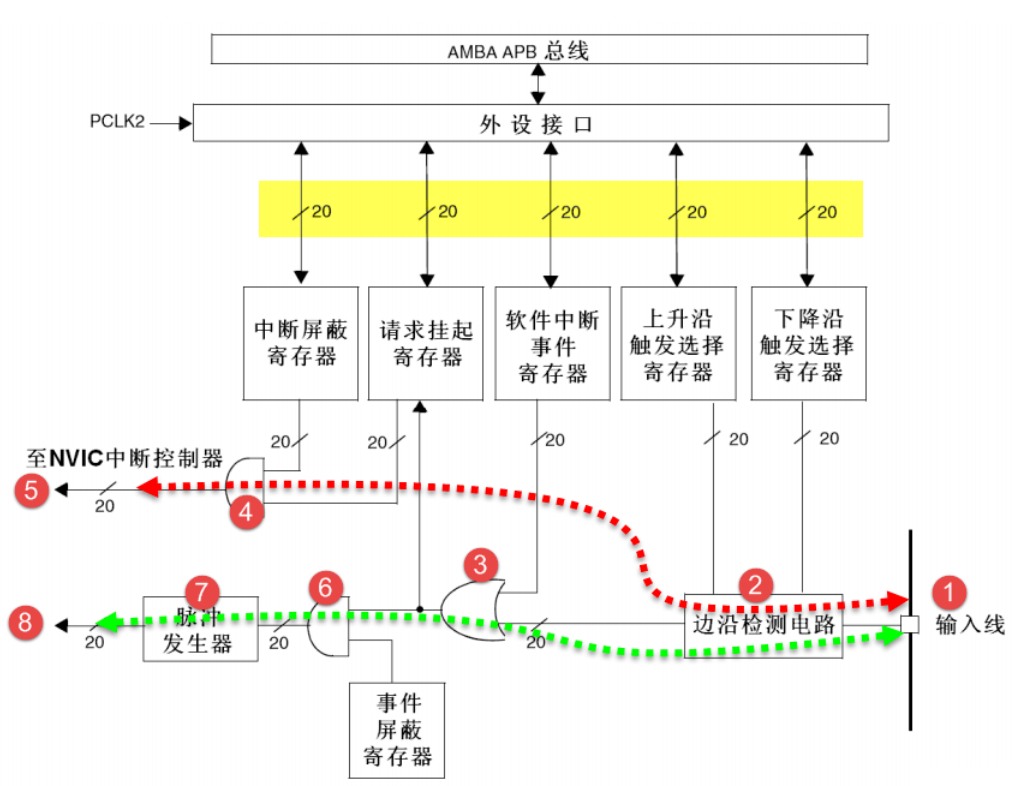 AMBA APB 总线
PCLK2
外设接口
20 20 20 20 20
中断屏蔽
寄存器
请求挂起
寄存器
软件中断
事件
寄存器
上升沿
触发选择
寄存器
下降沿
触发选择
寄存器
20 20 20 20 20
至NVIC中断控制器
5
20
4
3
2
1
输入线
8
20
7
脉冲
发生器
20
6
20
边沿检测电路
事件
屏蔽
寄存器